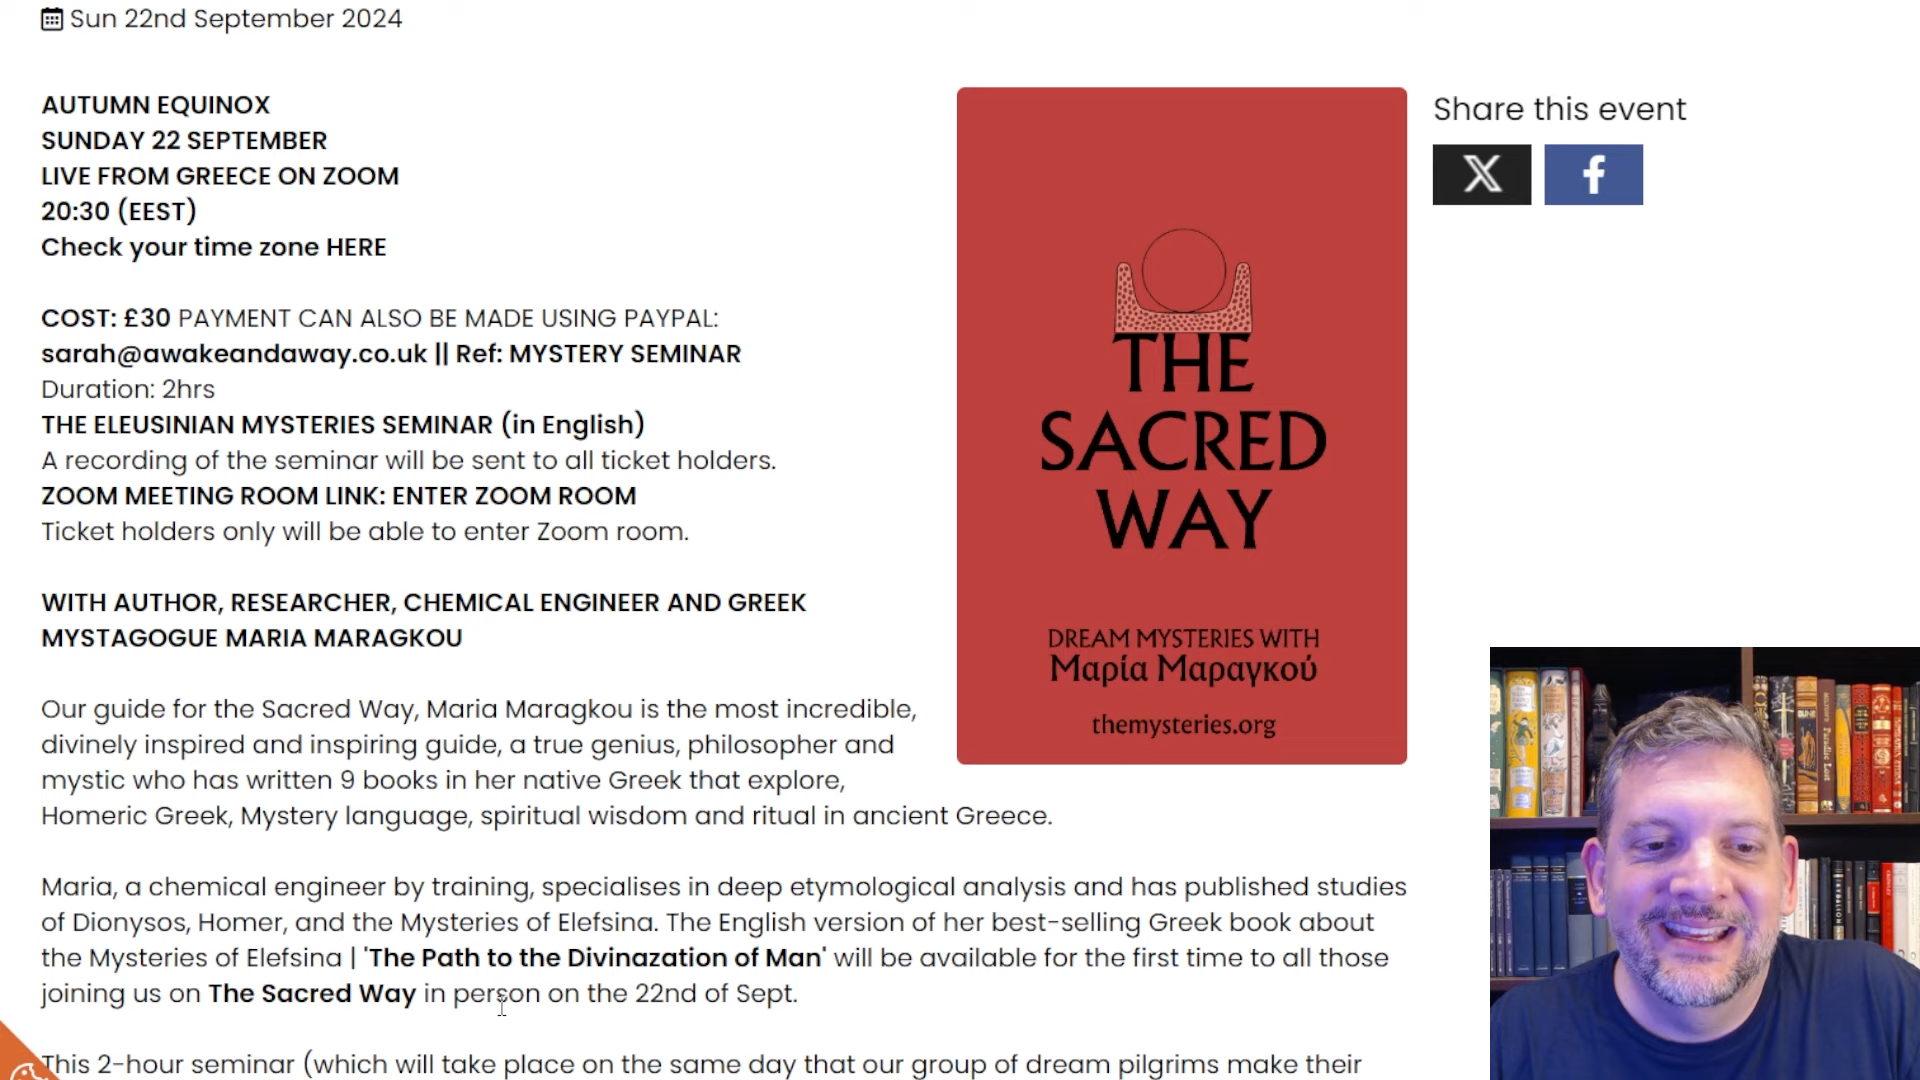 Sun 22nd September 2024
AUTUMN EQUINOX
SUNDAY 22 SEPTEMBER
LIVE FROM GREECE ON ZOOM
20:30 (EEST)
Check your time zone HERE
COST: £30 PAYMENT CAN ALSO BE MADE USING PAYPAL:
sarah@awakeandaway.co.uk || Ref: MYSTERY SEMINAR
Duration: 2hrs
THE ELEUSINIAN MYSTERIES SEMINAR (in English)
A recording of the seminar will be sent to all ticket holders.
ZOOM MEETING ROOM LINK: ENTER ZOOM ROOM
Ticket holders only will be able to enter Zoom room.
WITH AUTHOR, RESEARCHER, CHEMICAL ENGINEER AND GREEK
MYSTAGOGUE MARIA MARAGKOU
Our guide for the Sacred Way, Maria Maragkou is the most incredible,
divinely inspired and inspiring guide, a true genius, philosopher and
mystic who has written 9 books in her native Greek that explore,
Homeric Greek, Mystery language, spiritual wisdom and ritual in ancient Greece.
Maria, a chemical engineer by training, specialises in deep etymological analysis and has published studies
of Dionysos, Homer, and the Mysteries of Elefsina. The English version of her best-selling Greek book about
the Mysteries of Elefsina | 'The Path to the Divinazation of Man' will be available for the first time to all those
joining us on The Sacred Way in person on the 22nd of Sept.
This 2-hour seminar (which will take place on the same day that our group of dream pilgrims make their
THE
SACRED
WAY
DREAM MYSTERIES WITH
Μαρία Μαραγκού
themysteries.org
Share this event
X
f
Paradise Lost